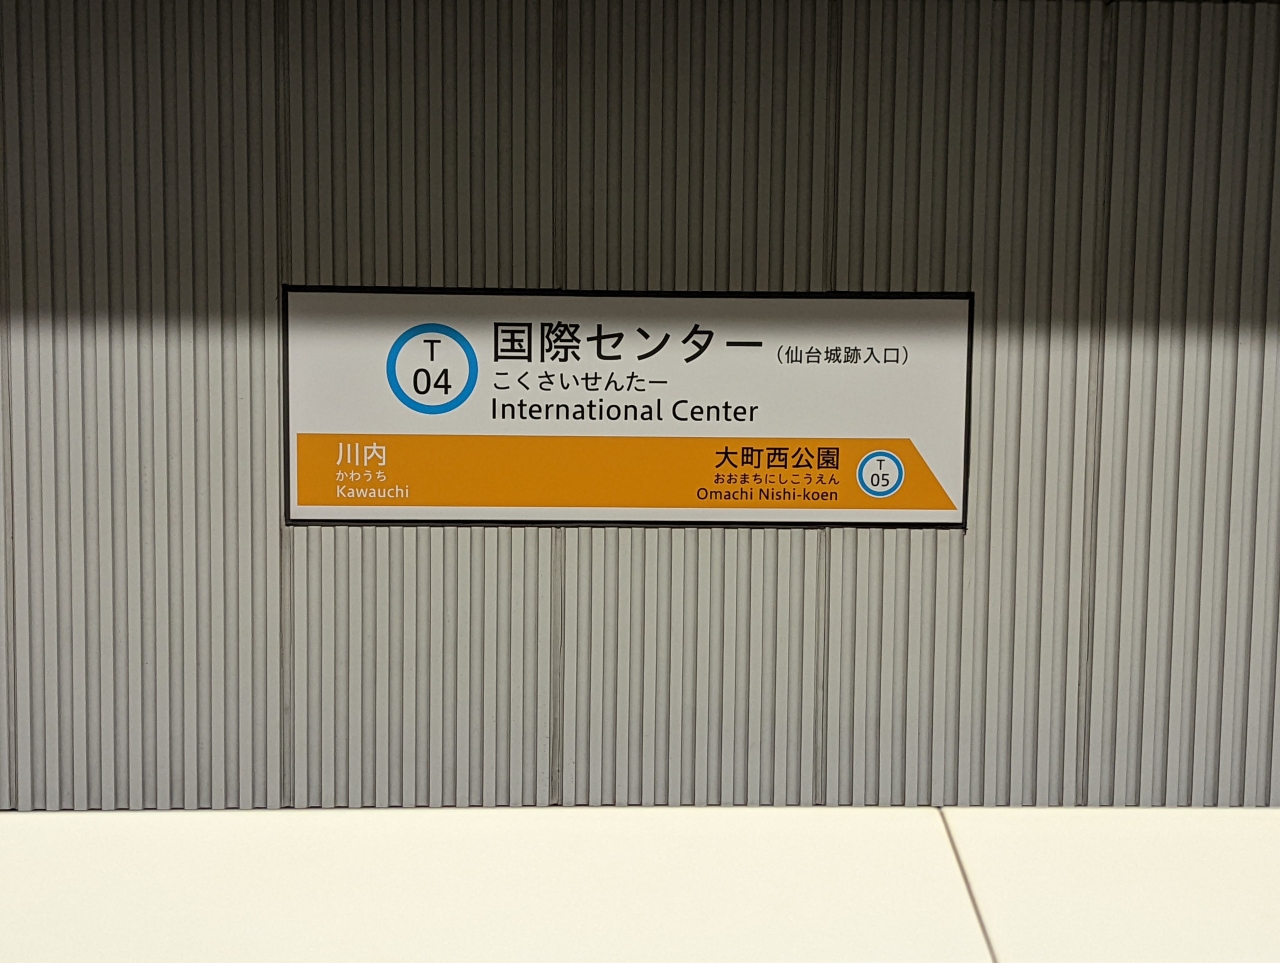 T
04
国際センター（仙台城跡入口）
こくさいせんたー
International Center
川内
かわうち
Kawauchi
大町西公園
おおまちにしこうえん
Omachi Nishi-koen
T
05